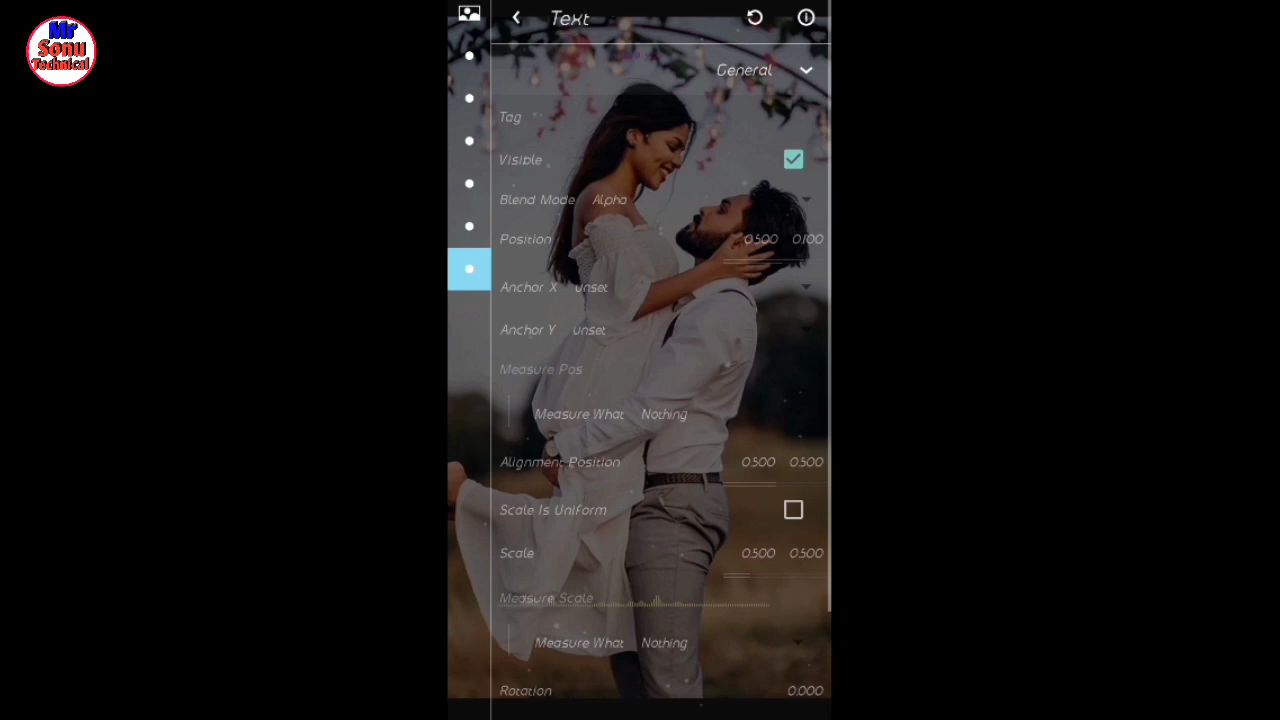 Mr
Sonu
Technical
Text
General
Tag
Visible
Blend Mode Alpha
Position 0.500 0.100
Anchor X unset
Anchor Y unset
Measure Pos
Measure What Nothing
Alignment Position 0.500 0.500
Scale Is Uniform
Scale 0.500 0.500
Measure Scale
Measure What Nothing
Rotation 0.000